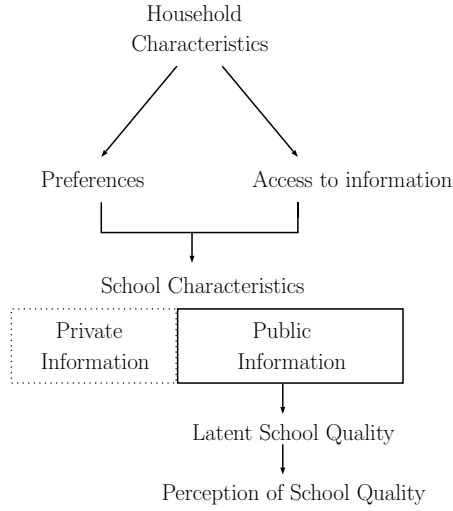 Household
Characteristics
Preferences
Access to information
School Characteristics
Private
Information
Public
Information
Latent School Quality
Perception of School Quality